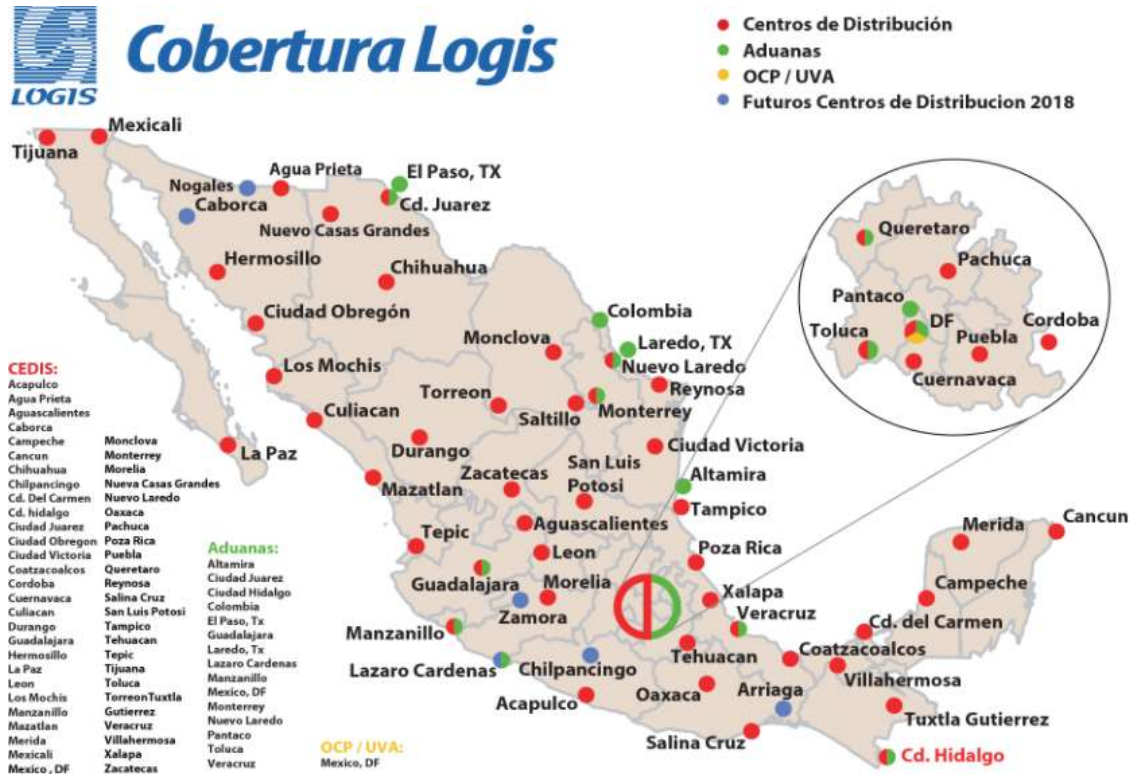 LOGIS
Cobertura Logis
Centros de Distribución
Aduanas
OCP / UVA
Futuros Centros de Distribucion 2018
Mexicali
Tijuana
Agua Prieta
El Paso, TX
Nogales
Cd. Juarez
Caborca
Nuevo Casas Grandes
Hermosillo
Chihuahua
Ciudad Obregón
Colombia
Monclova
Laredo, TX
Los Mochis
Nuevo Laredo
Reynosa
Torreon
Culiacan
Saltillo
Monterrey
La Paz
Durango
Ciudad Victoria
Zacatecas
San Luis
Potosi
Altamira
Mazatlan
Tampico
Tepic
Aguascalientes
Leon
Poza Rica
Guadalajara
Morelia
Xalapa
Zamora
Veracruz
Manzanillo
Tehuacan
Lazaro Cardenas
Chilpancingo
Coatzacoalcos
Cd. del Carmen
Villahermosa
Acapulco
Oaxaca
Arriaga
Salina Cruz
Tuxtla Gutierrez
Cd. Hidalgo
Merida
Cancun
Campeche
Queretaro
Pachuca
Pantaco
DF
Toluca
Puebla
Cordoba
Cuernavaca
CEDIS:
Acapulco
Agua Prieta
Aguascalientes
Caborca
Campeche
Cancun
Chihuahua
Chilpancingo
Cd. Del Carmen
Cd. hidalgo
Ciudad Juarez
Ciudad Obregon
Ciudad Victoria
Coatzacoalcos
Cordoba
Cuernavaca
Culiacan
Durango
Guadalajara
Hermosillo
La Paz
Leon
Los Mochis
Manzanillo
Mazatlan
Merida
Mexicali
Mexico , DF
Monclova
Monterrey
Morelia
Nueva Casas Grandes
Nuevo Laredo
Oaxaca
Pachuca
Poza Rica
Puebla
Queretaro
Reynosa
Salina Cruz
San Luis Potosi
Tampico
Tehuacan
Tepic
Tijuana
Toluca
TorreonTuxtla
Gutierrez
Veracruz
Villahermosa
Xalapa
Zacatecas
Aduanas:
Altamira
Ciudad Juarez
Ciudad Hidalgo
Colombia
El Paso, Tx
Guadalajara
Laredo, Tx
Lazaro Cardenas
Manzanillo
Mexico, DF
Monterrey
Nuevo Laredo
Pantaco
Toluca
Veracruz
OCP / UVA:
Mexico, DF